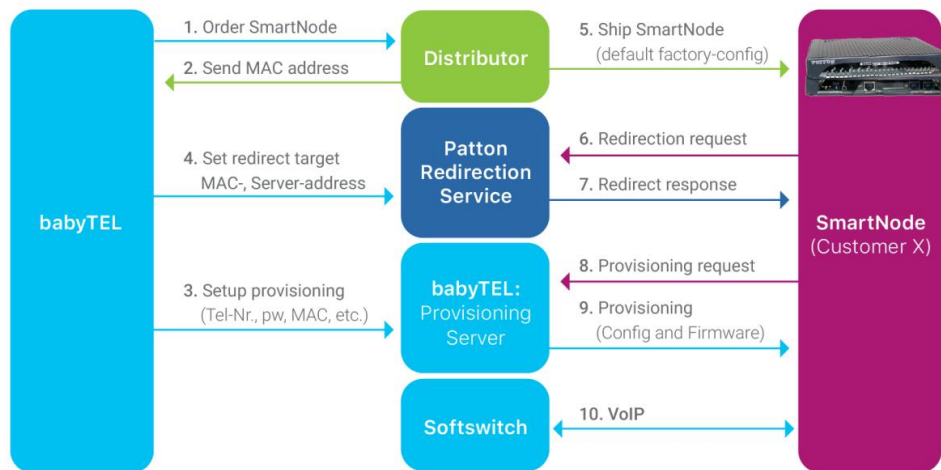 1. Order SmartNode
2. Send MAC address
Distributor
5. Ship SmartNode
(default factory-config)
4. Set redirect target
MAC-, Server-address
Patton
Redirection
Service
6. Redirection request
7. Redirect response
babyTEL
SmartNode
(Customer X)
3. Setup provisioning
(Tel-Nr., pw, MAC, etc.)
babyTEL:
Provisioning
Server
8. Provisioning request
9. Provisioning
(Config and Firmware)
Softswitch
10. VoIP